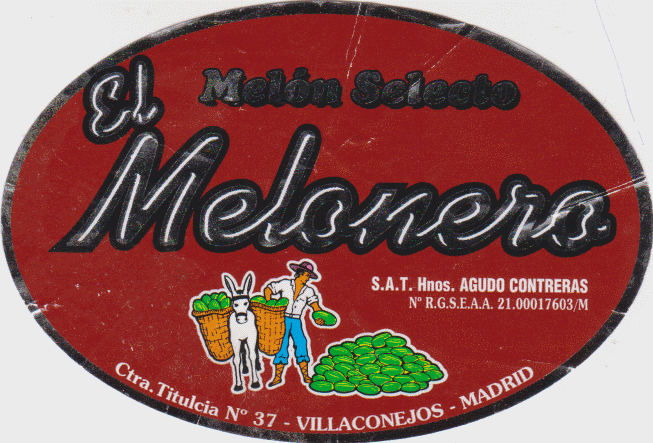 Melón Selecto
El
Melonero
S.A.T. Hnos. AGUDO CONTRERAS
Nº R.G.S.E.A.A. 21.00017603/M
Ctra. Titulcia Nº 37 - VILLACONEJOS - MADRID